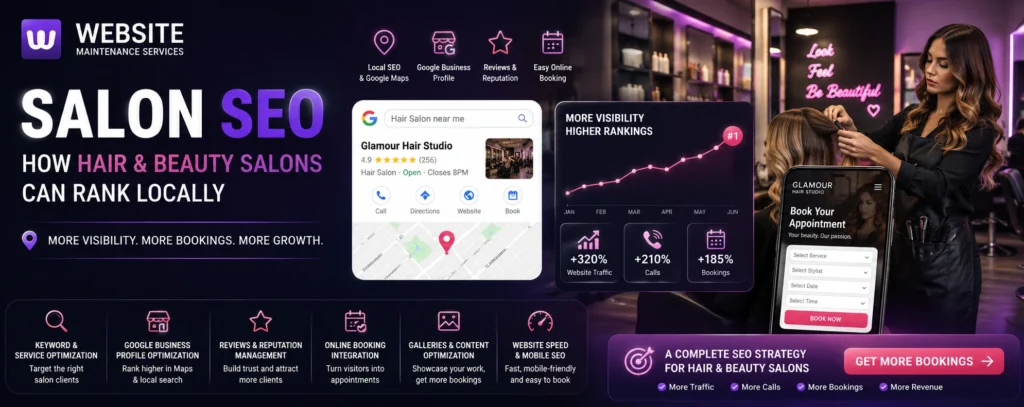 W
WEBSITE
MAINTENANCE SERVICES
SALON SEO
HOW HAIR & BEAUTY SALONS
CAN RANK LOCALLY
MORE VISIBILITY. MORE BOOKINGS. MORE GROWTH.
Local SEO
& Google Maps
Google Business
Profile
Reviews &
Reputation
Easy Online
Booking
G
Hair Salon near me
Glamour Hair Studio
4.9 ★★★★★ (256)
Hair Salon · Open · Closes 8PM
Call
Directions
Website
Book
MORE VISIBILITY
HIGHER RANKINGS
#1
JAN FEB MAR APR MAY JUN
+320%
Website Traffic
+210%
Calls
+185%
Bookings
Look
Feel
Be Beautiful
GLAMOUR
HAIR STUDIO
Book Your
Appointment
Your beauty. Our passion.
Select Service
Select Stylist
Select Date
Select Time
BOOK NOW
KEYWORD &
SERVICE OPTIMIZATION
Target the right
salon clients
GOOGLE BUSINESS
PROFILE OPTIMIZATION
Rank higher in Maps
& local search
REVIEWS & REPUTATION
MANAGEMENT
Build trust and attract
more clients
ONLINE BOOKING
INTEGRATION
Turn visitors into
appointments
GALLERIES & CONTENT
OPTIMIZATION
Showcase your work,
get more bookings
WEBSITE SPEED
& MOBILE SEO
Fast, mobile-friendly
and easy to book
A COMPLETE SEO STRATEGY
FOR HAIR & BEAUTY SALONS
GET MORE BOOKINGS →
More Traffic
More Calls
More Bookings
More Revenue